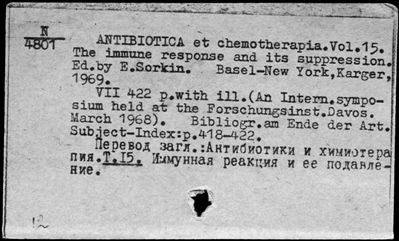 N
4801
ANTIBIOTICA et chemotherapia.Vol.15.
The immune response and its suppression.
Ed.by E.Sorkin. Basel-New York,Karger,
1969.
VII 422 p.with ill.(An Intern.sympo-
sium held at the Forschungsinst.Davos.
March 1968). Bibliogr.am Ende der Art.
Subject-Index:p.418-422.
Перевод загл.:Антибиотики и химиотера
пия.Т.15. Иммунная реакция и ее подавле-
ние.
12